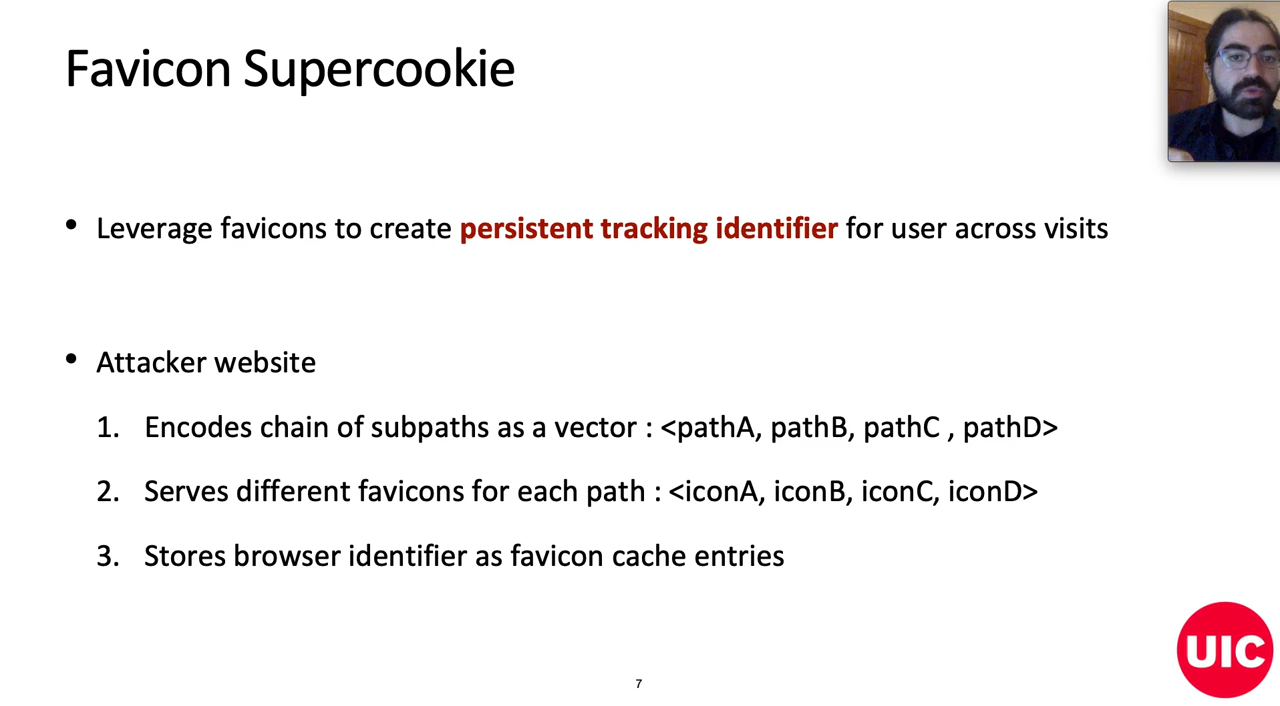 Favicon Supercookie
• Leverage favicons to create persistent tracking identifier for user across visits
• Attacker website
1. Encodes chain of subpaths as a vector : <pathA, pathB, pathC , pathD>
2. Serves different favicons for each path : <iconA, iconB, iconC, iconD>
3. Stores browser identifier as favicon cache entries
UIC
7